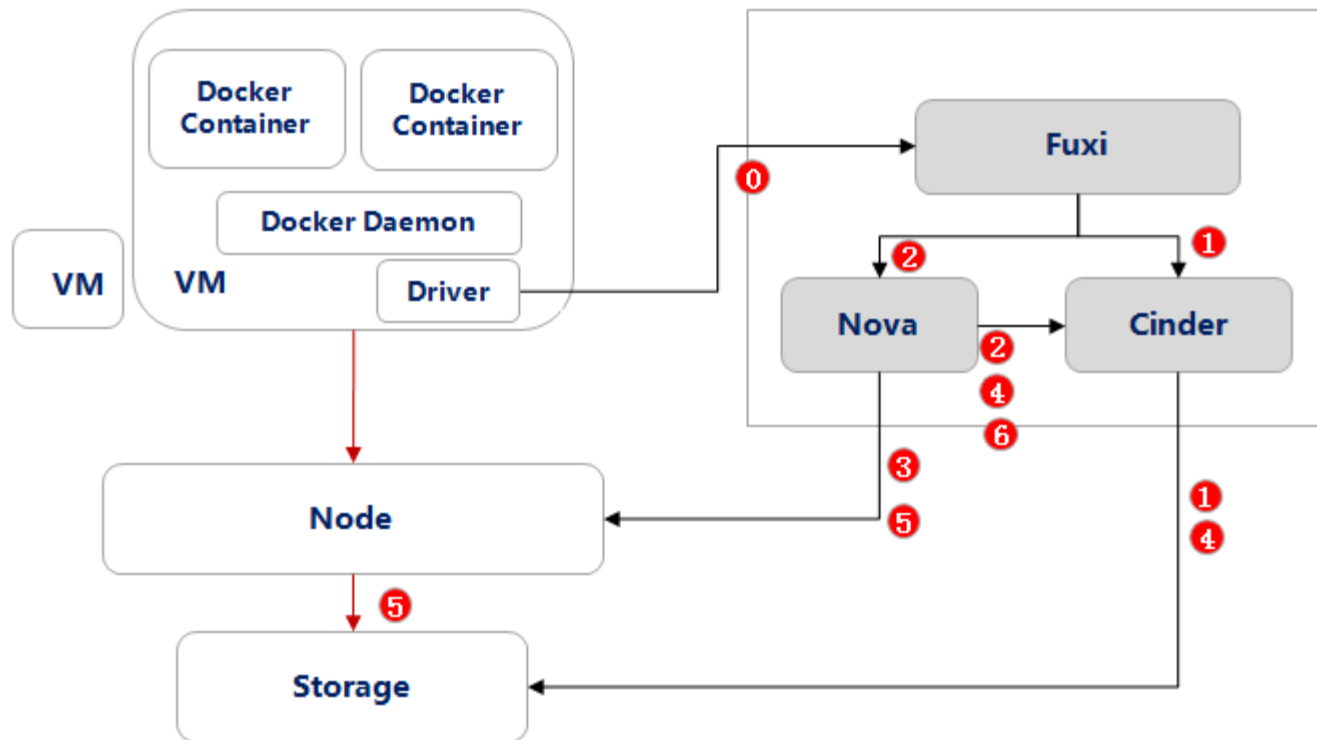 Docker
Container
Docker
Container
Docker Daemon
VM
VM
Driver
Fuxi
0
2
1
Nova
Cinder
2
4
6
3
5
1
4
Node
5
Storage